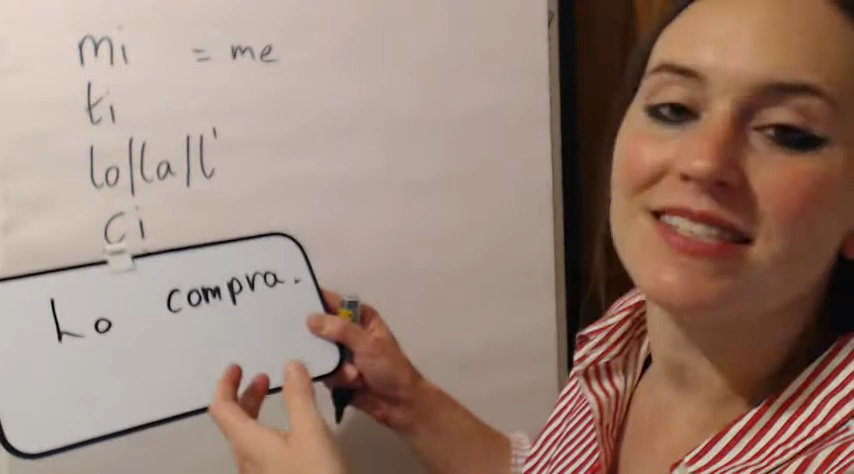 mi = me
ti
lo/la/l'
ci
Lo compra.